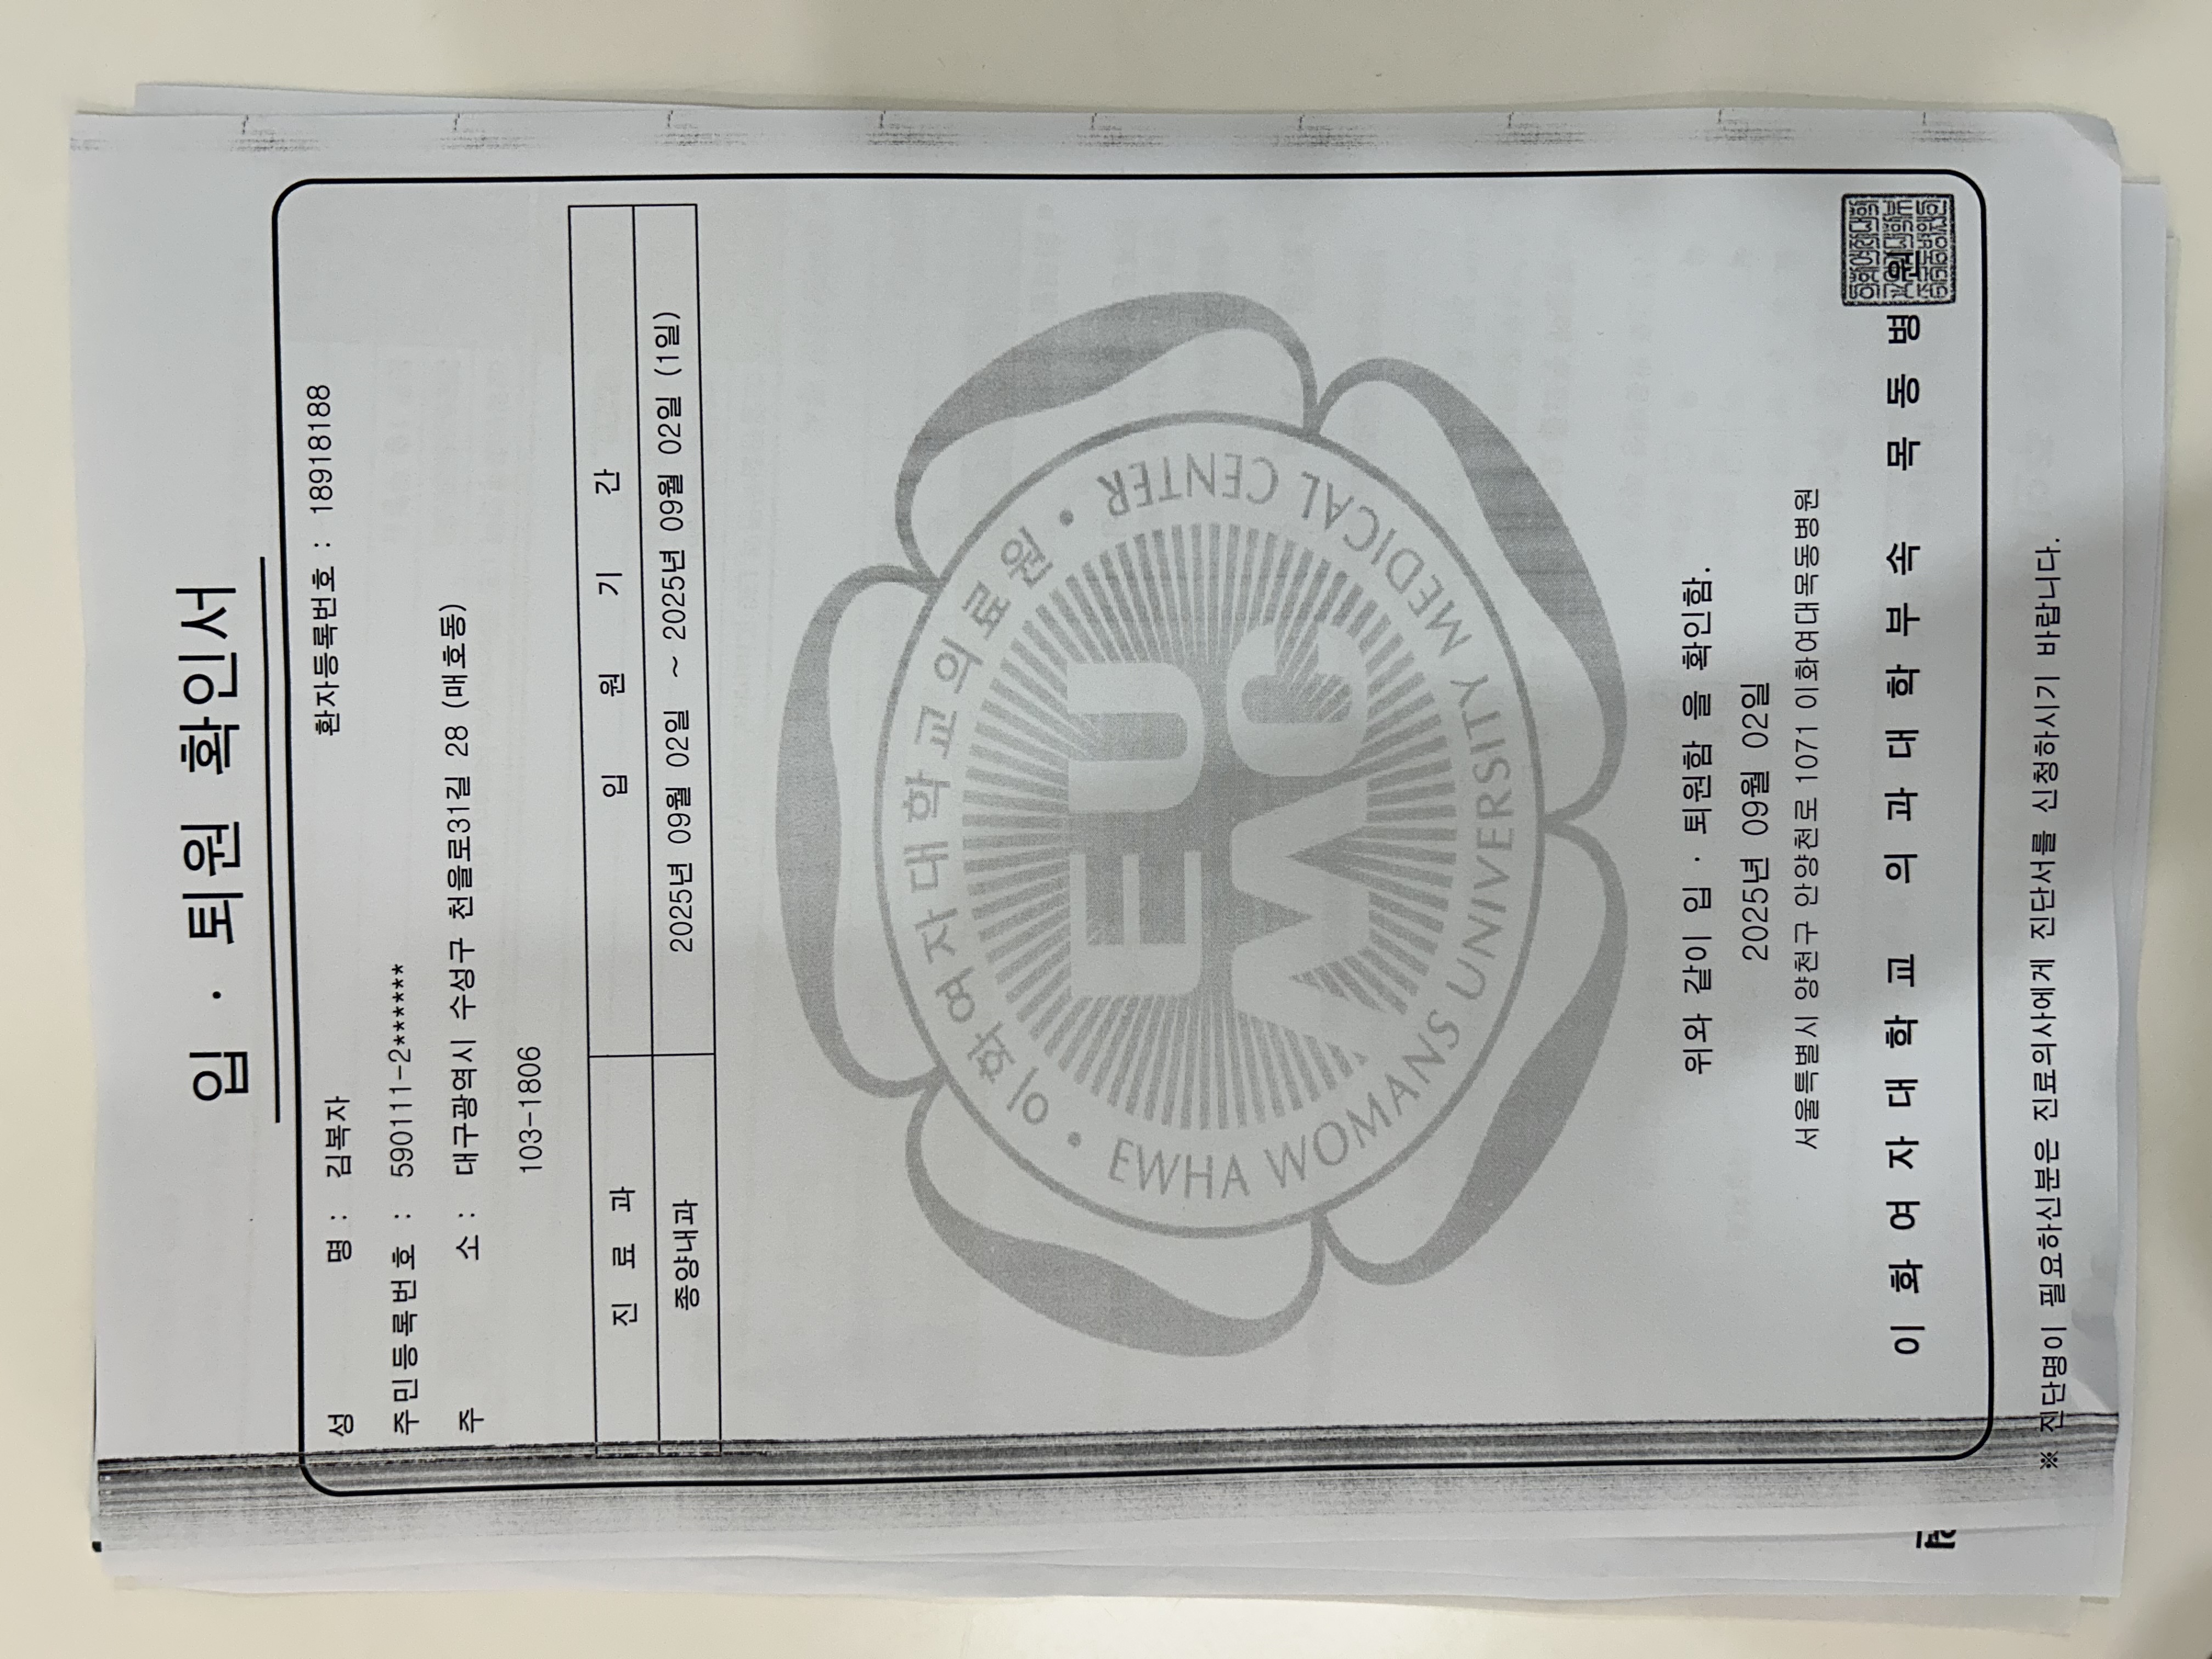 입 · 퇴원 확인서
환자등록번호 : 18918188
성 명 : 김복자
주민등록번호 : 590111-2******
주 소 : 대구광역시 수성구 천을로31길 28 (매호동)
103-1806
진 료 과 입 원 기 간
종양내과 2025년 09월 02일 ~ 2025년 09월 02일 (1일)
이화여자대학교의료원 • EWHA WOMANS UNIVERSITY MEDICAL CENTER •
EU
MC
위와 같이 입 · 퇴원함 을 확인함.
2025년 09월 02일
서울특별시 양천구 안양천로 1071 이화여대목동병원
이 화 여 자 대 학 교 의 과 대 학 부 속 목 동 병 원
※ 진단명이 필요하신분은 진료의사에게 진단서를 신청하시기 바랍니다.